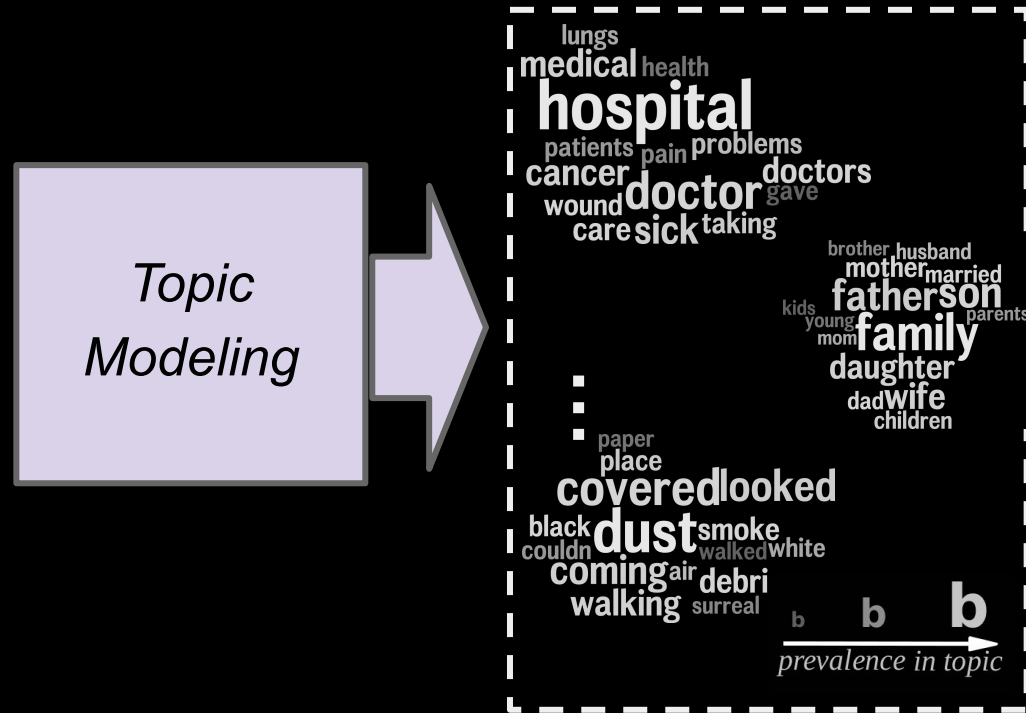 Topic
Modeling
lungs
medical health
hospital
patients pain problems
cancer doctor doctors
wound gave
care sick taking
brother husband
mother married
father son
kids parents
young family
mom
daughter
dad wife
children
paper
place
covered looked
black dust smoke
couldn walked white
coming air debri
walking surreal
b b b
prevalence in topic